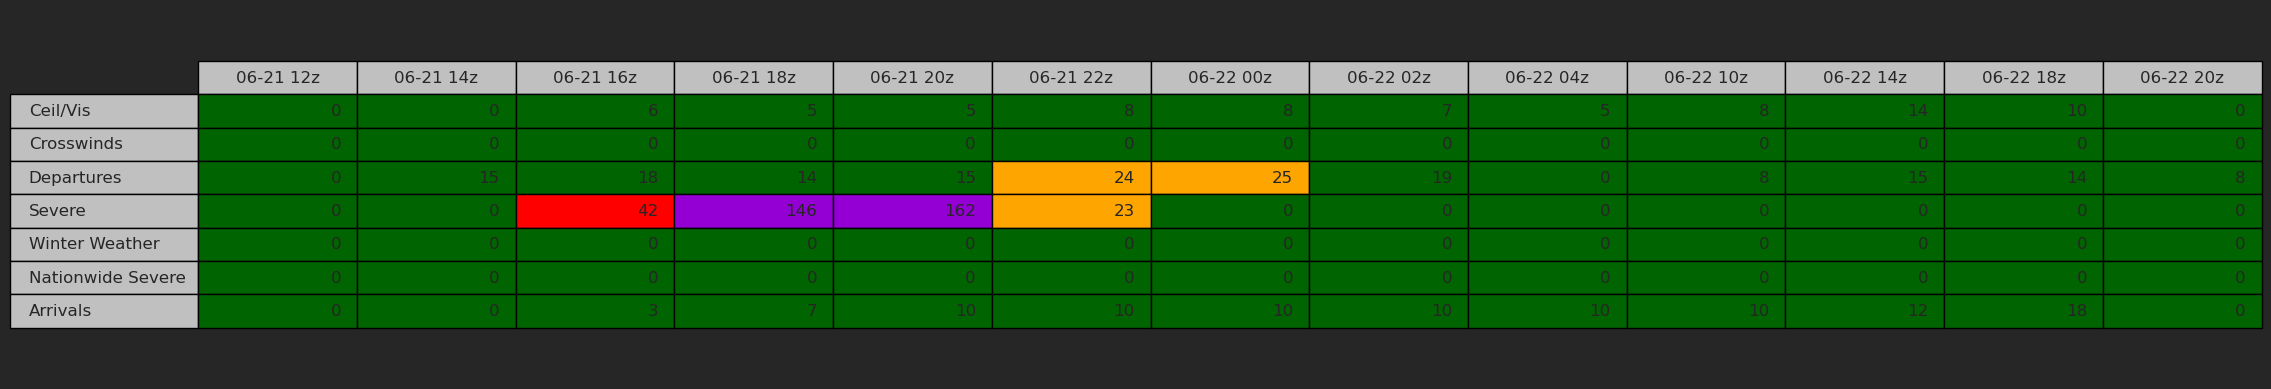 06-21 12z 06-21 14z 06-21 16z 06-21 18z 06-21 20z 06-21 22z 06-22 00z 06-22 02z 06-22 04z 06-22 10z 06-22 14z 06-22 18z 06-22 20z
Ceil/Vis 0 0 6 5 5 8 8 7 5 8 14 10 0
Crosswinds 0 0 0 0 0 0 0 0 0 0 0 0 0
Departures 0 15 18 14 15 24 25 19 0 8 15 14 8
Severe 0 0 42 146 162 23 0 0 0 0 0 0 0
Winter Weather 0 0 0 0 0 0 0 0 0 0 0 0 0
Nationwide Severe 0 0 0 0 0 0 0 0 0 0 0 0 0
Arrivals 0 0 3 7 10 10 10 10 10 10 12 18 0